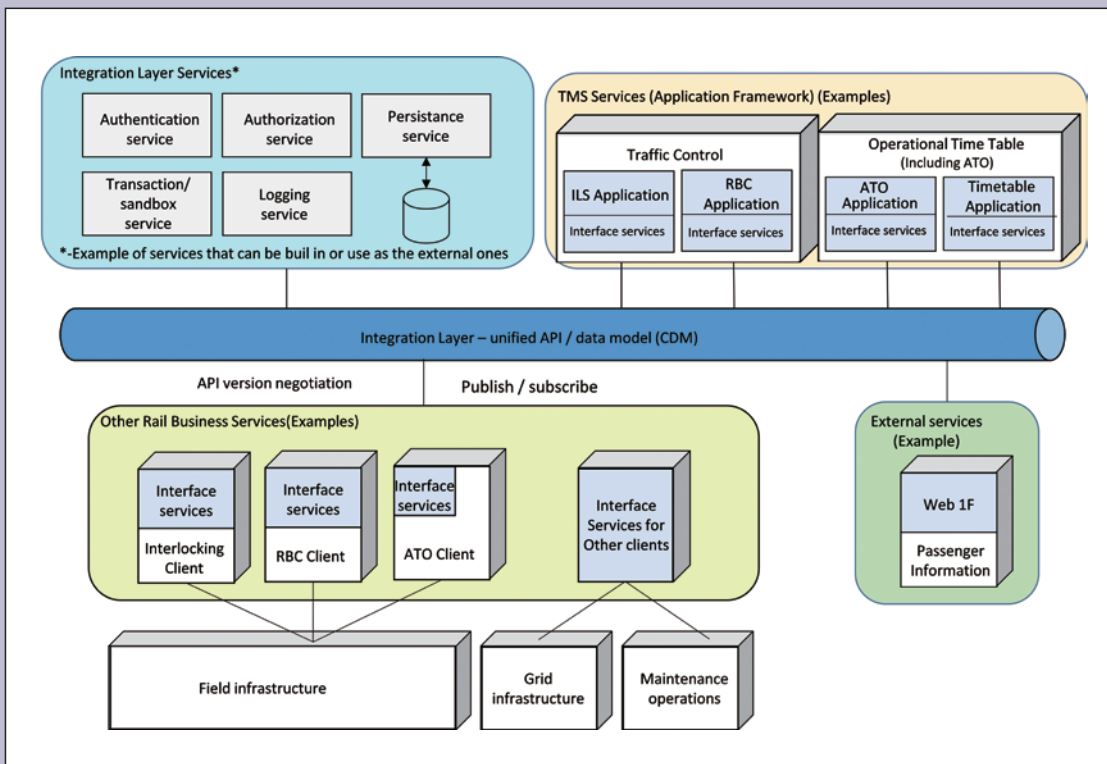 Integration Layer Services*
Authentication
service
Authorization
service
Persistance
service
Transaction/
sandbox
service
Logging
service
*-Example of services that can be buil in or use as the external ones
TMS Services (Application Framework) (Examples)
Traffic Control
ILS Application
Interface services
RBC
Application
Interface services
Operational Time Table
(Including ATO)
ATO
Application
Interface services
Timetable
Application
Interface services
Integration Layer – unified API / data model (CDM)
API version negotiation
Publish / subscribe
Other Rail Business Services(Examples)
Interface
services
Interlocking
Client
Interface
services
RBC Client
Interface
services
ATO Client
Interface
Services for
Other clients
External services
(Example)
Web 1F
Passenger
Information
Field infrastructure
Grid
infrastructure
Maintenance
operations